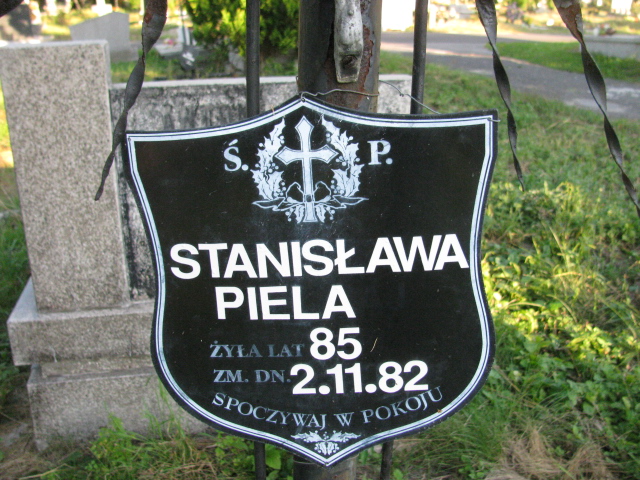 Ś. P.
STANISŁAWA
PIELA
ŻYŁA LAT 85
ZM. DN. 2.11.82
SPOCZYWAJ W POKOJU